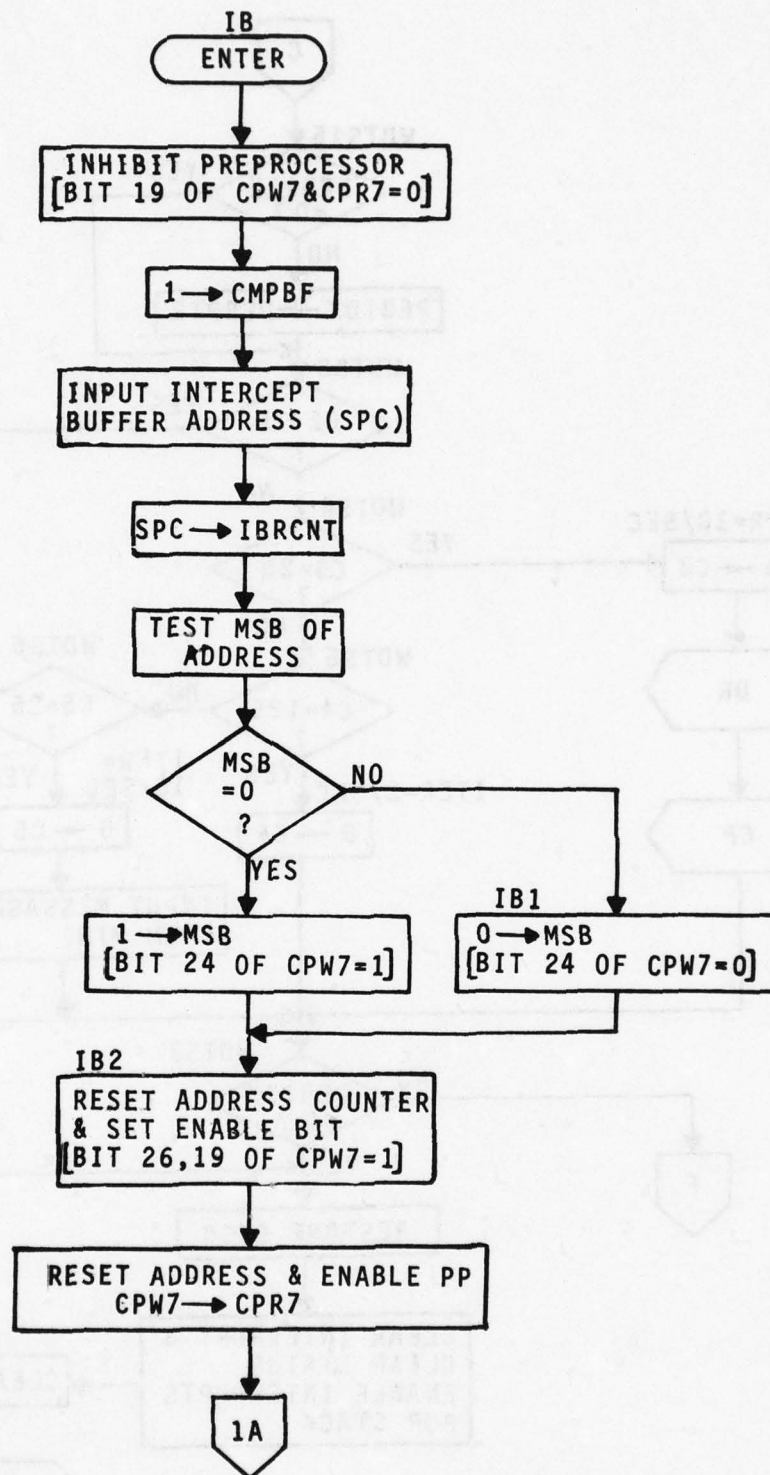 IB
ENTER
INHIBIT PREPROCESSOR
[BIT 19 OF CPW7&CPR7=0]
1→CMPBF
INPUT INTERCEPT
BUFFER ADDRESS (SPC)
SPC→IBRCNT
TEST MSB OF
ADDRESS
MSB
=0
?
NO
YES
1→MSB
[BIT 24 OF CPW7=1]
IB1
0→MSB
[BIT 24 OF CPW7=0]
IB2
RESET ADDRESS COUNTER
& SET ENABLE BIT
[BIT 26,19 OF CPW7=1]
RESET ADDRESS & ENABLE PP
CPW7→CPR7
1A